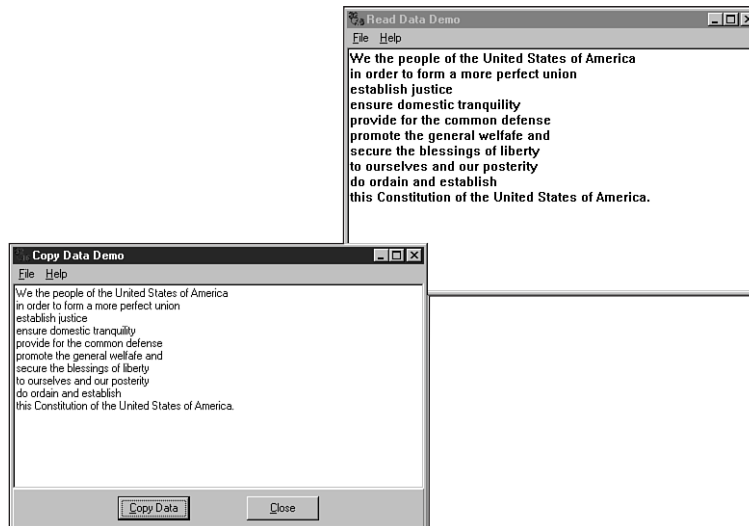 Read Data Demo
File Help
We the people of the United States of America
in order to form a more perfect union
establish justice
ensure domestic tranquility
provide for the common defense
promote the general welfafe and
secure the blessings of liberty
to ourselves and our posterity
do ordain and establish
this Constitution of the United States of America.
Copy Data Demo
File Help
We the people of the United States of America
in order to form a more perfect union
establish justice
ensure domestic tranquility
provide for the common defense
promote the general welfafe and
secure the blessings of liberty
to ourselves and our posterity
do ordain and establish
this Constitution of the United States of America.
Copy Data Close